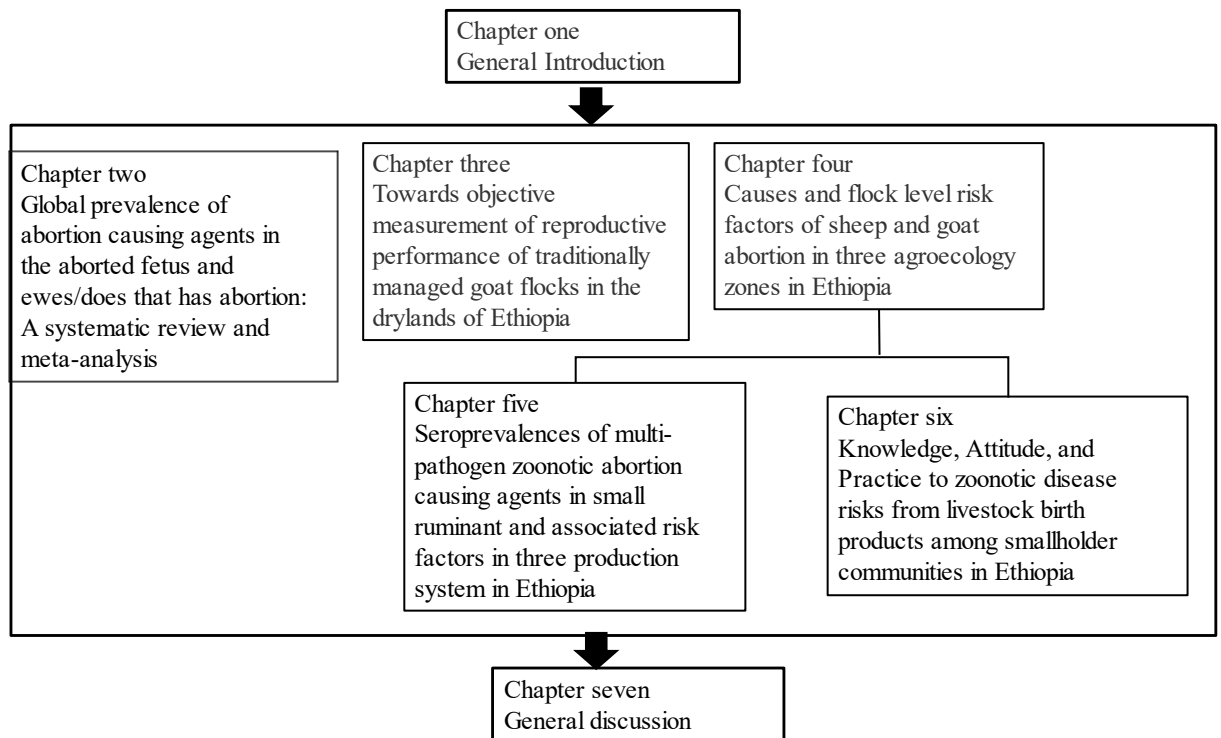 Chapter one
General Introduction
Chapter two
Global prevalence of
abortion causing agents in
the aborted fetus and
ewes/does that has abortion:
A systematic review and
meta-analysis
Chapter three
Towards objective
measurement of reproductive
performance of traditionally
managed goat flocks in the
drylands of Ethiopia
Chapter four
Causes and flock level risk
factors of sheep and goat
abortion in three agroecology
zones in Ethiopia
Chapter five
Seroprevalences of multi-
pathogen zoonotic abortion
causing agents in small
ruminant and associated risk
factors in three production
system in Ethiopia
Chapter six
Knowledge, Attitude, and
Practice to zoonotic disease
risks from livestock birth
products among smallholder
communities in Ethiopia
Chapter seven
General discussion